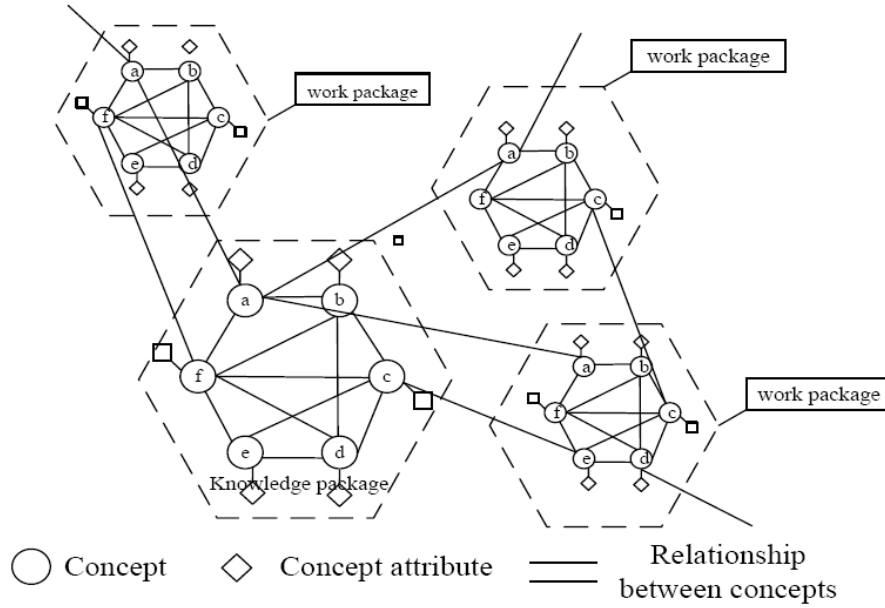 a b
c
d
e
f
work package
a b
c
d
e
f
work package
a b
c
d
e
f
Knowledge package
a b
c
d
e
f
work package
Concept
Concept attribute
Relationship
between concepts